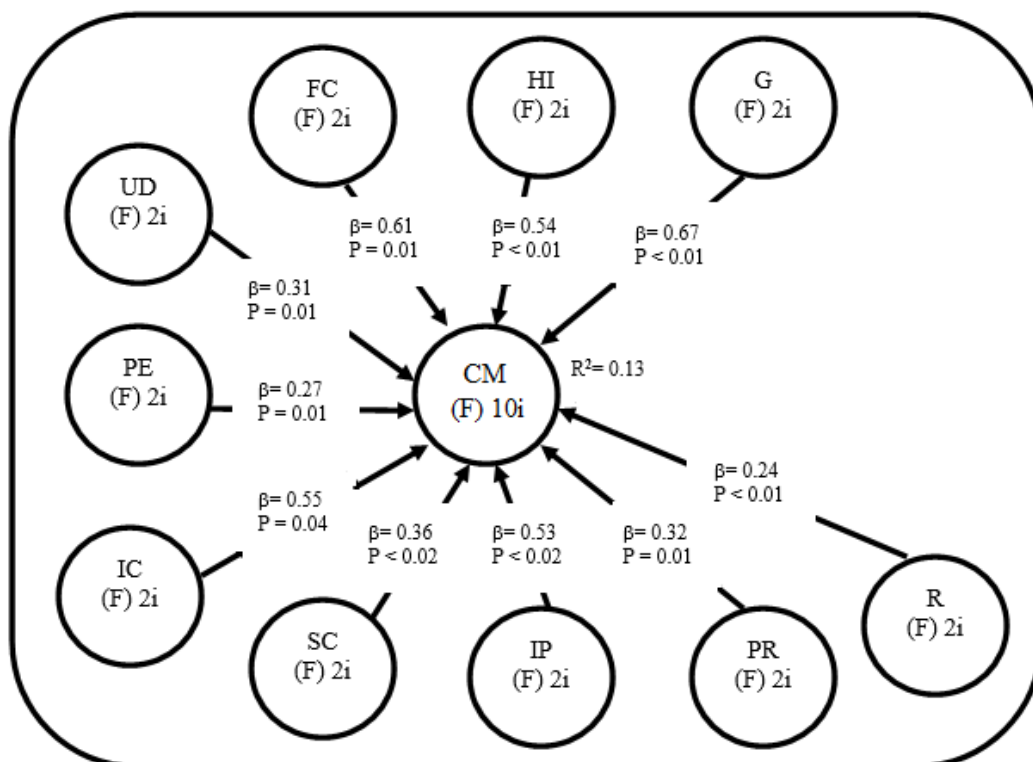 FC
(F) 2i
HI
(F) 2i
G
(F) 2i
UD
(F) 2i
β= 0.61
P = 0.01
β= 0.54
P < 0.01
β= 0.67
P < 0.01
β= 0.31
P = 0.01
PE
(F) 2i
β= 0.27
P = 0.01
CM
(F) 10i
R²= 0.13
β= 0.24
P < 0.01
IC
(F) 2i
β= 0.55
P = 0.04
β= 0.36
P < 0.02
β= 0.53
P < 0.02
β= 0.32
P = 0.01
SC
(F) 2i
IP
(F) 2i
PR
(F) 2i
R
(F) 2i